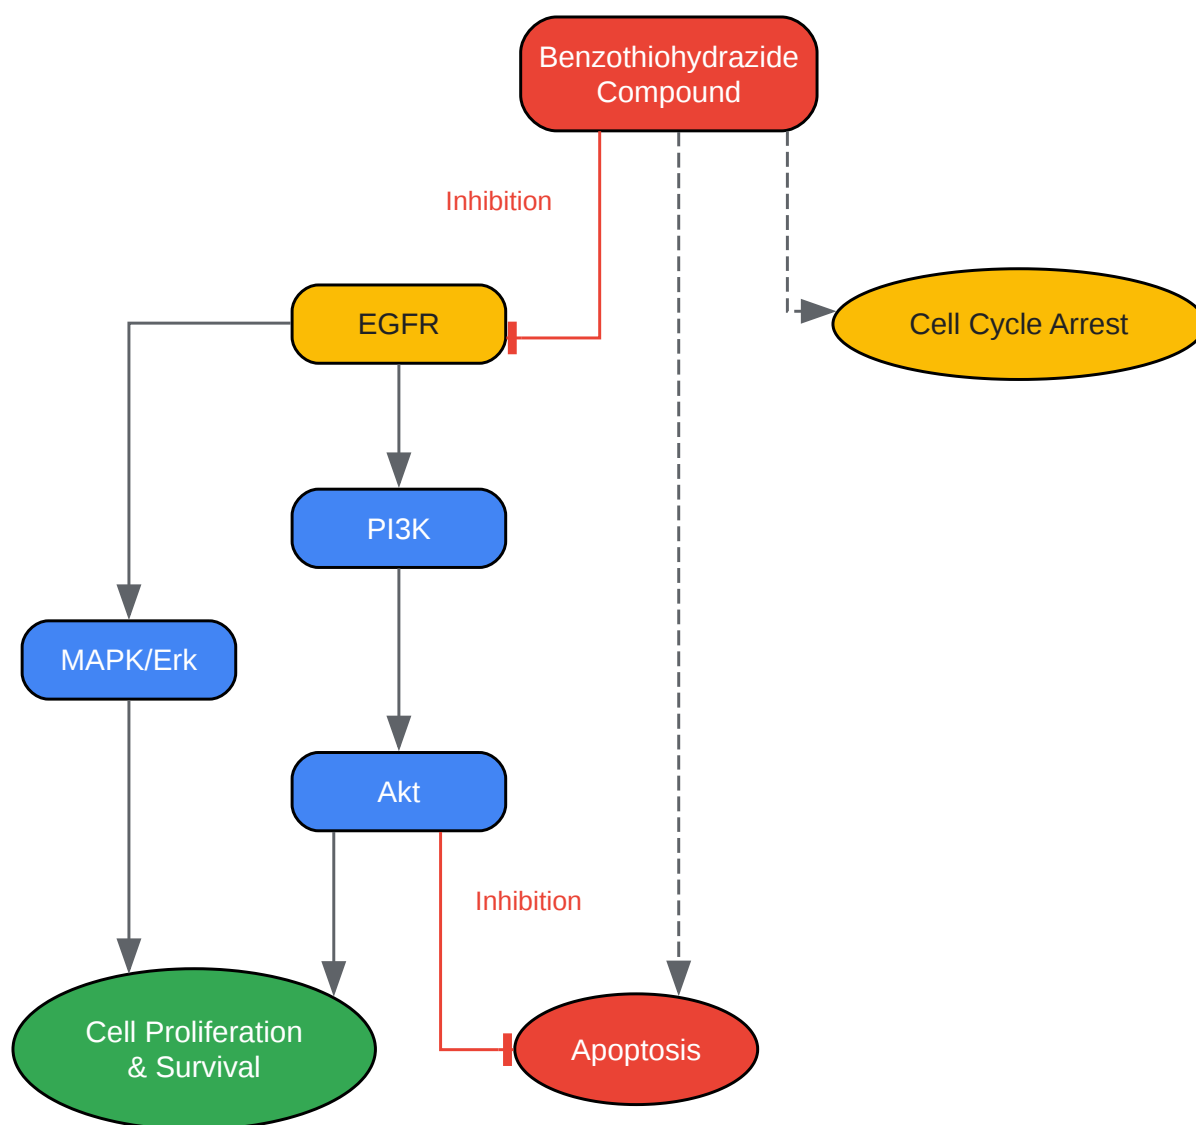 Benzothiohydrazide
Compound
Inhibition
EGFR
Cell Cycle Arrest
PI3K
MAPK/Erk
Akt
Inhibition
Cell Proliferation
& Survival
Apoptosis